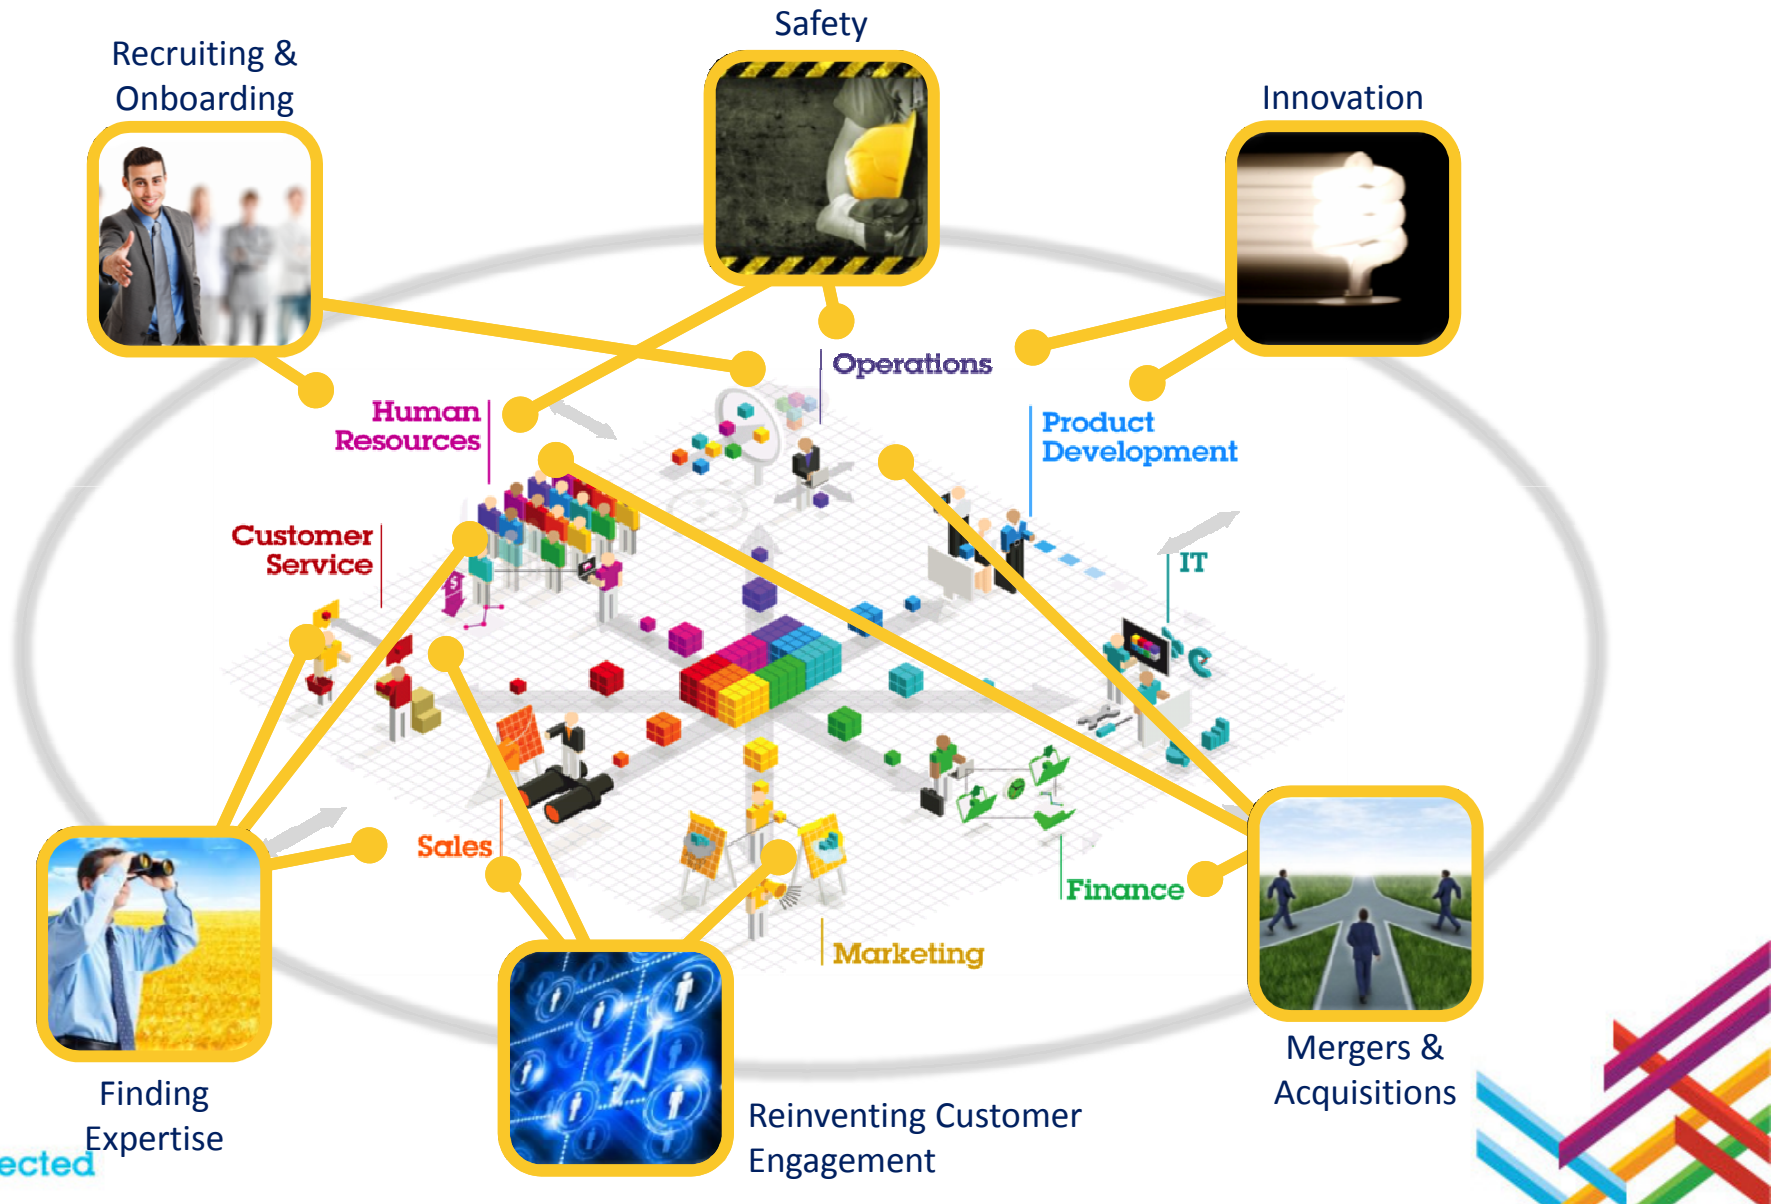 Safety
Recruiting &
Onboarding
Innovation
Operations
Human
Resources
Product
Development
Customer
Service
IT
Sales
Finance
Marketing
Mergers &
Acquisitions
Finding
Expertise
Reinventing Customer
Engagement
ected